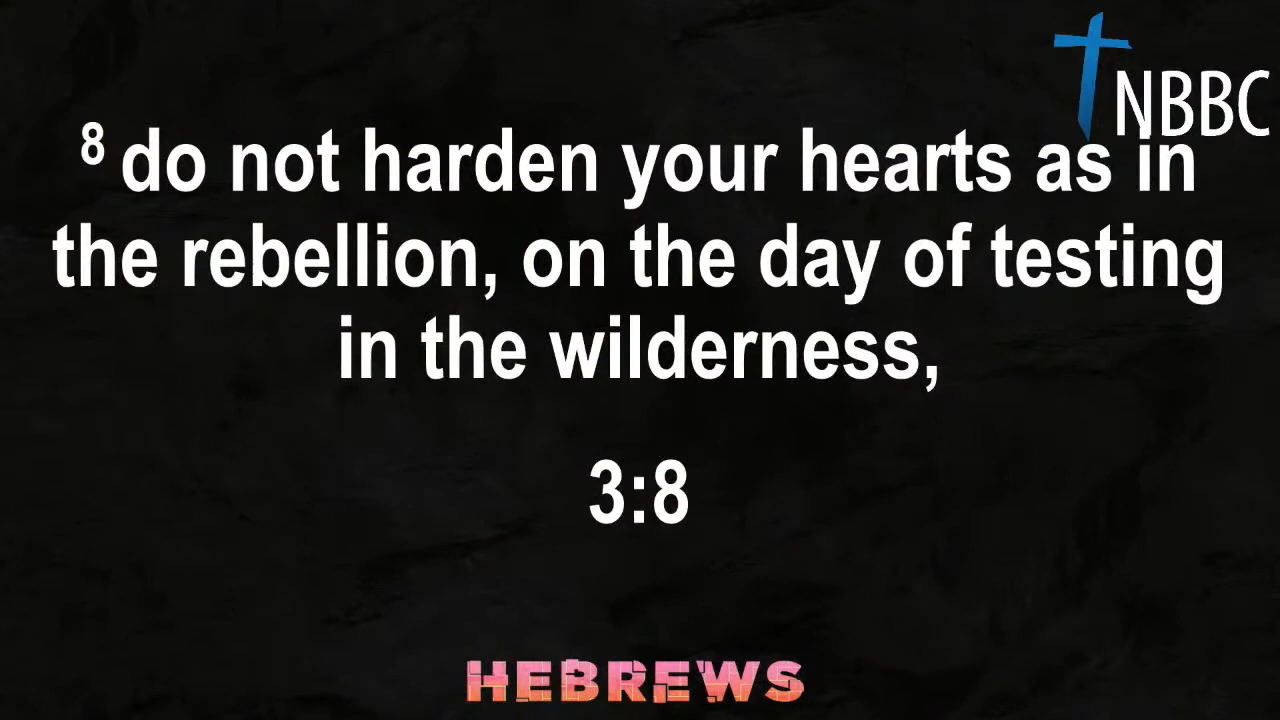 NBBC
8 do not harden your hearts as in
the rebellion, on the day of testing
in the wilderness,
3:8
HEBREWS